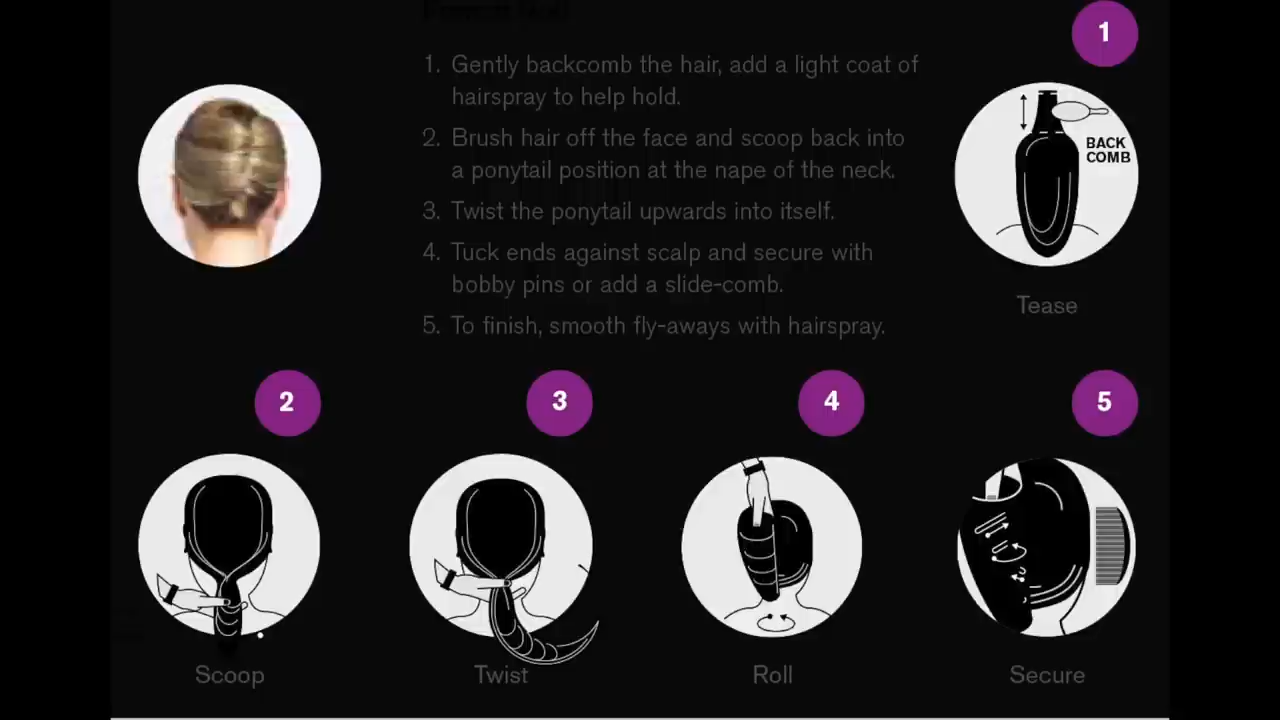 1
1. Gently backcomb the hair, add a light coat of
hairspray to help hold.
2. Brush hair off the face and scoop back into
a ponytail position at the nape of the neck.
3. Twist the ponytail upwards into itself.
4. Tuck ends against scalp and secure with
bobby pins or add a slide-comb.
5. To finish, smooth fly-aways with hairspray.
BACK
COMB
Tease
2
3
4
5
Scoop
Twist
Roll
Secure